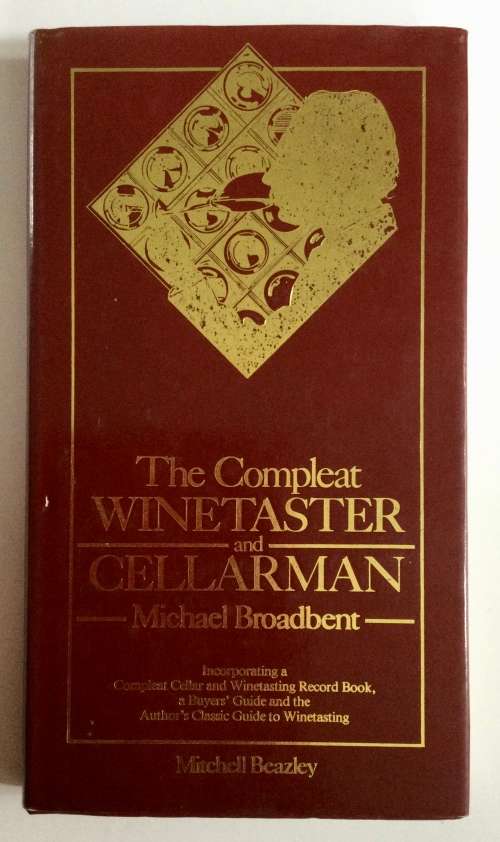 The Compleat
WINETASTER
and
CELLARMAN
Michael Broadbent
Incorporating a
Compleat Cellar and Winetasting Record Book,
a Buyers' Guide and the
Author's Classic Guide to Winetasting
Mitchell Beazley